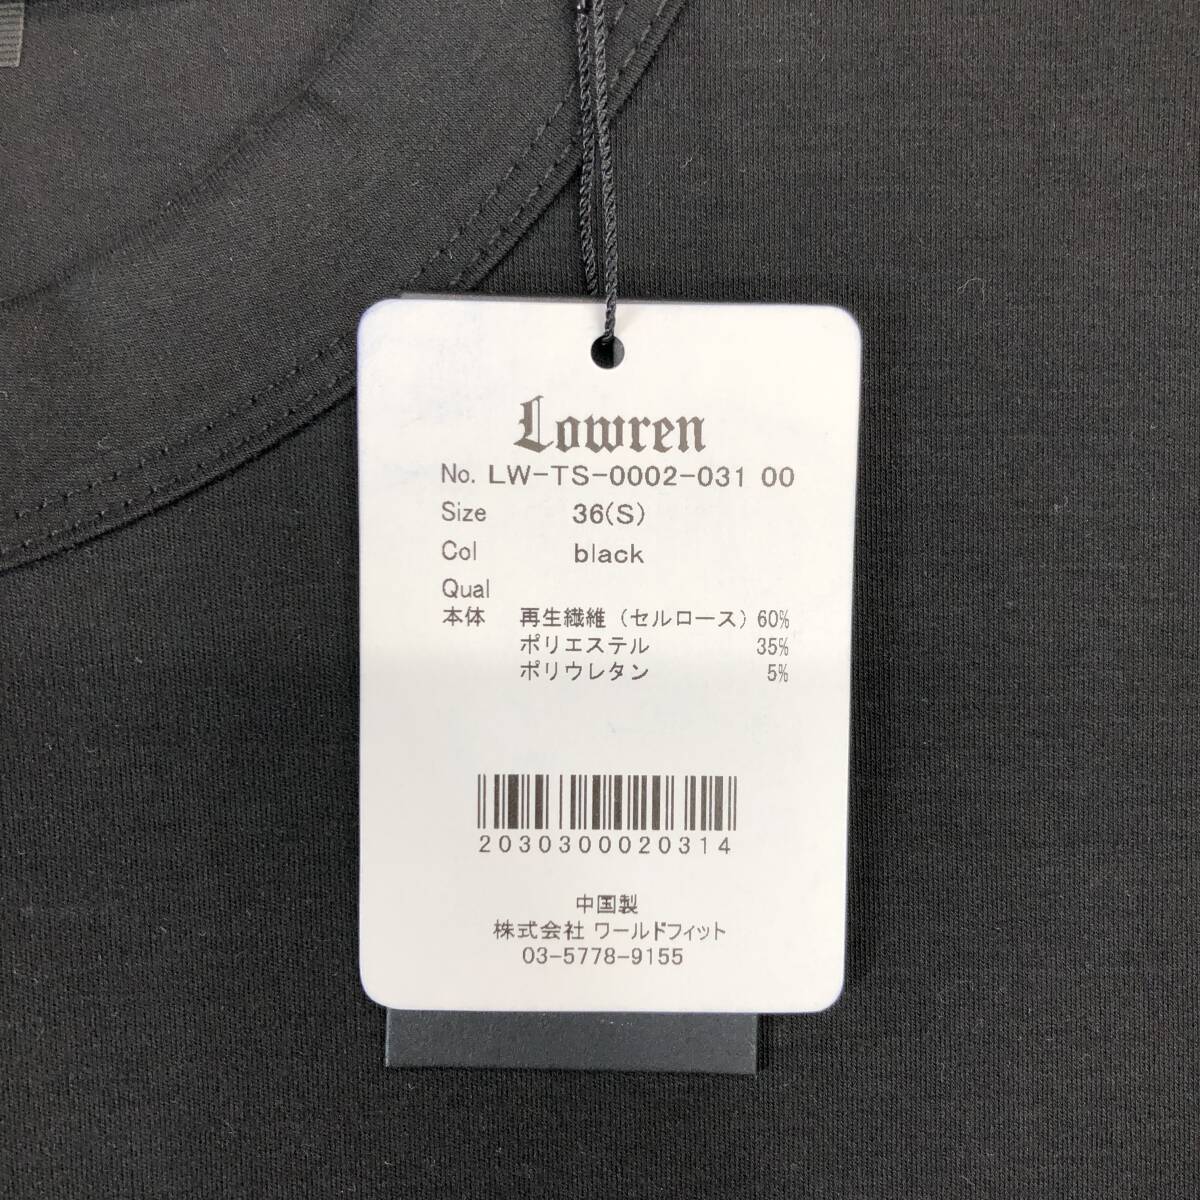 Lowren
No. LW-TS-0002-031 00
Size 36(S)
Col black
Qual
本体 再生繊維（セルロース）60%
ポリエステル 35%
ポリウレタン 5%
2030300020314
中国製
株式会社 ワールドフィット
03-5778-9155